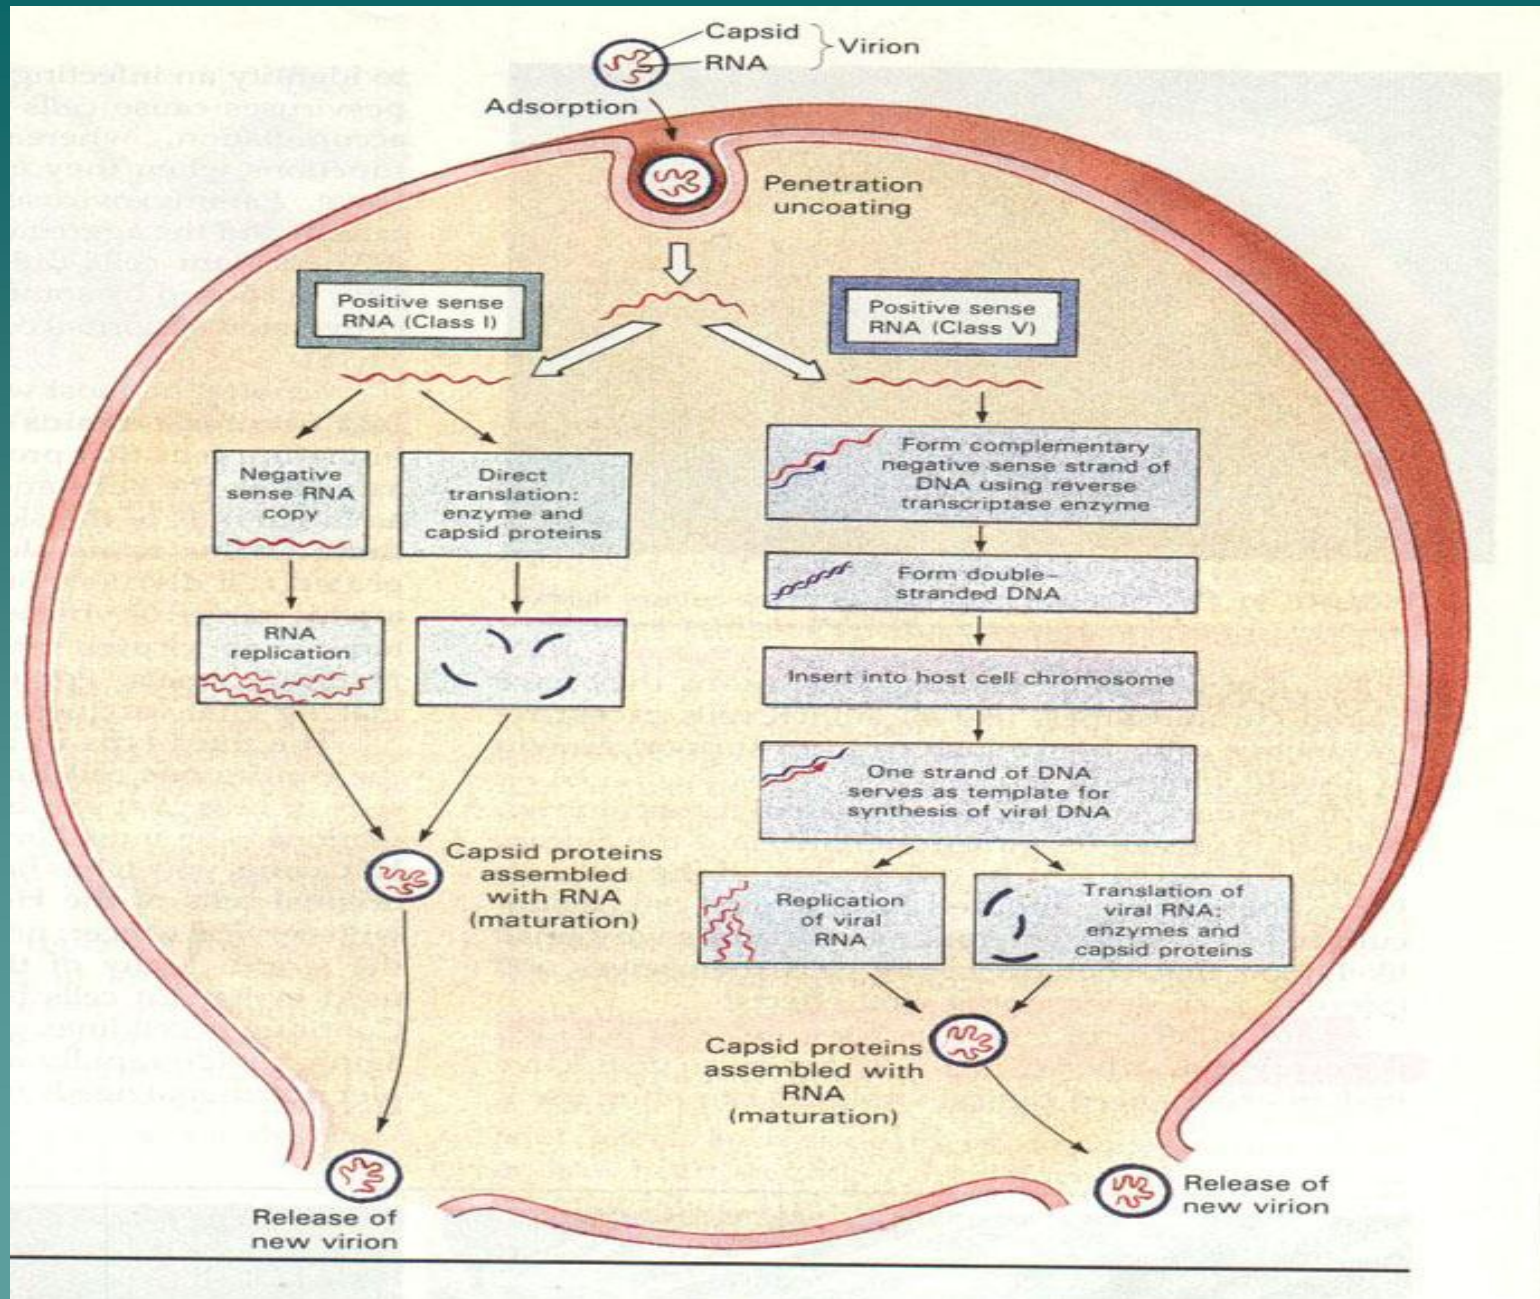 Capsid
RNA
Virion
Adsorption
Penetration
uncoating
Positive sense
RNA (Class I)
Positive sense
RNA (Class V)
Negative
sense RNA
copy
Direct
translation:
enzyme and
capsid proteins
RNA
replication
Capsid proteins
assembled
with RNA
(maturation)
Release of
new virion
Form complementary
negative sense strand of
DNA using reverse
transcriptase enzyme
Form double-
stranded DNA
Insert into host cell chromosome
One strand of DNA
serves as template for
synthesis of viral DNA
Replication
of viral
RNA
Translation of
viral RNA:
enzymes and
capsid proteins
Capsid proteins
assembled with
RNA
(maturation)
Release of
new virion